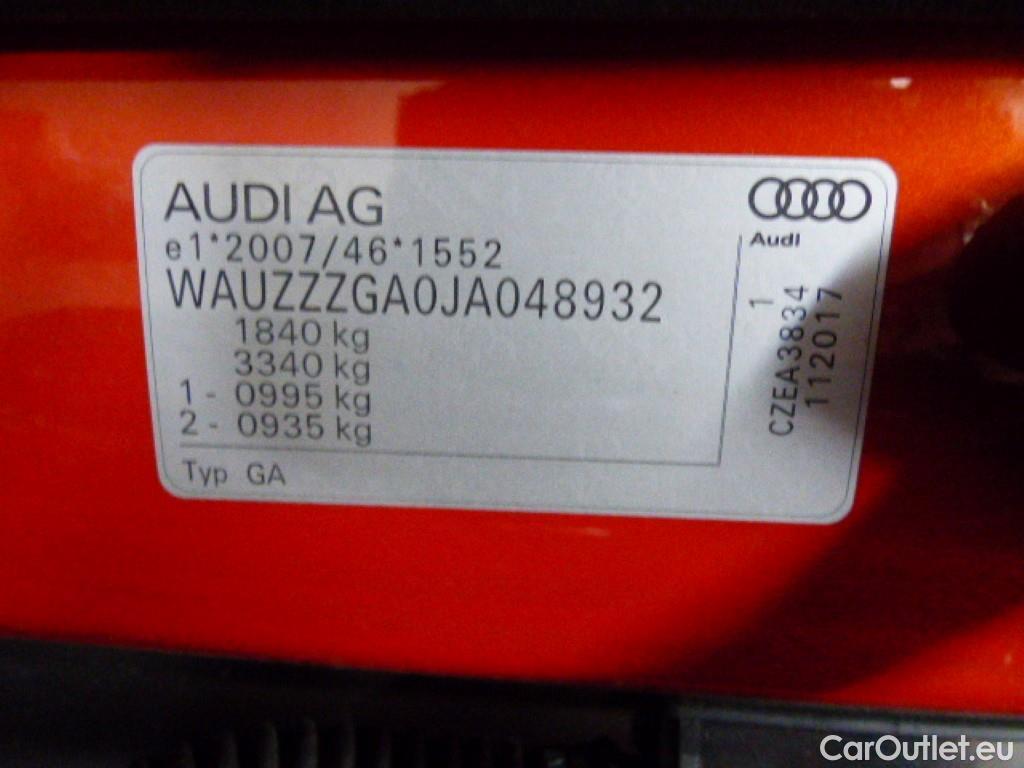 AUDI AG
e1*2007/46*1552
WAUZZZGA0JA048932
1840 kg
3340 kg
1 - 0995 kg
2 - 0935 kg
Typ GA
Audi
1
CZEA3834
112017
CarOutlet.eu